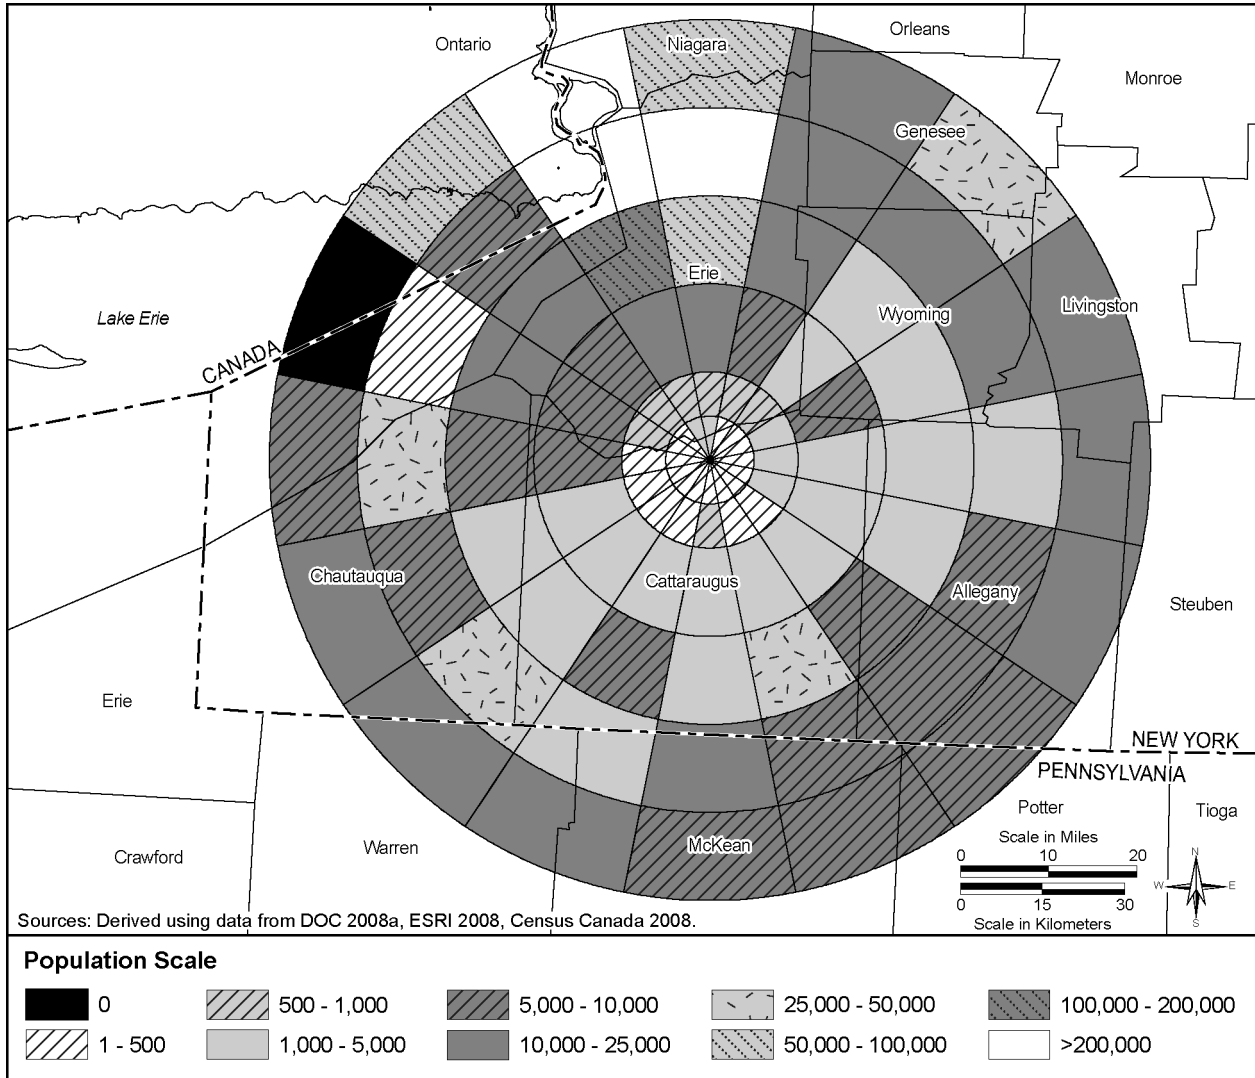 Orleans
Ontario
Niagara
Monroe
Genesee
Erie
Livingston
Wyoming
Lake Erie
CANADA
Chautauqua
Cattaraugus
Allegany
Steuben
Erie
NEW YORK
PENNSYLVANIA
Potter
Tioga
Crawford
Warren
McKean
Scale in Miles
0 10 20
0 15 30
Scale in Kilometers
N
W E
S
Sources: Derived using data from DOC 2008a, ESRI 2008, Census Canada 2008.
Population Scale
0 500 - 1,000 5,000 - 10,000 25,000 - 50,000 100,000 - 200,000
1 - 500 1,000 - 5,000 10,000 - 25,000 50,000 - 100,000 >200,000